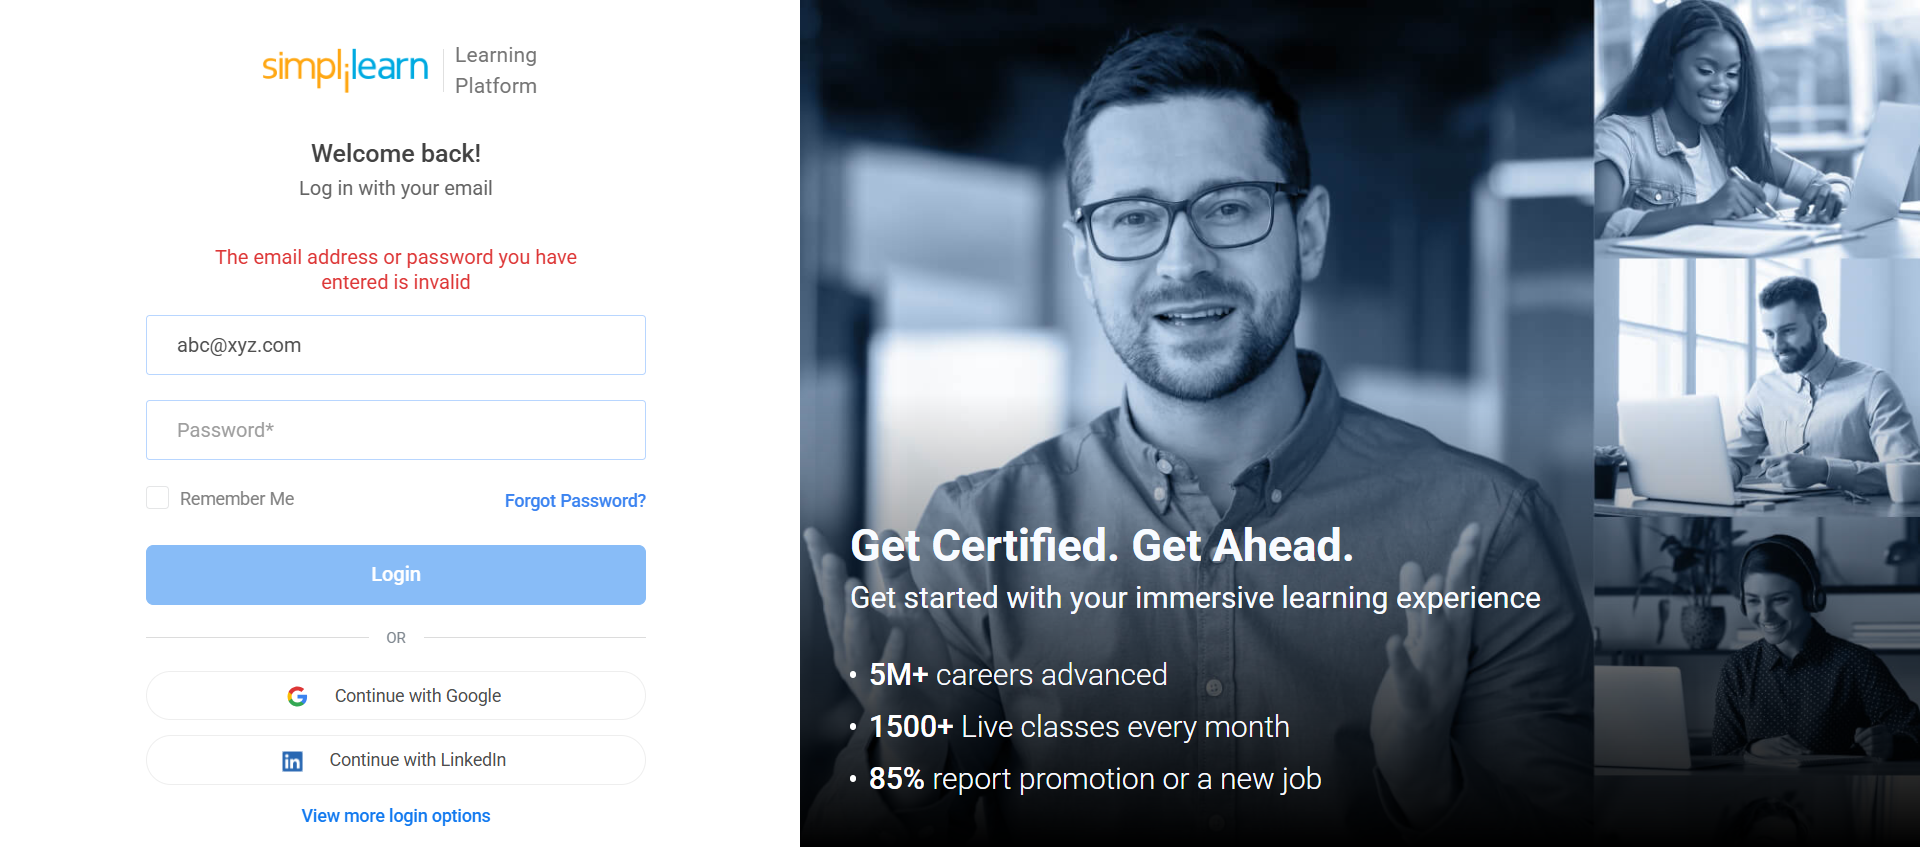 simplilearn
Learning
Platform
Welcome back!
Log in with your email
The email address or password you have
entered is invalid
abc@xyz.com
Password*
Remember Me
Forgot Password?
Login
OR
Continue with Google
Continue with LinkedIn
View more login options
Get Certified. Get Ahead.
Get started with your immersive learning experience
• 5M+ careers advanced
• 1500+ Live classes every month
• 85% report promotion or a new job